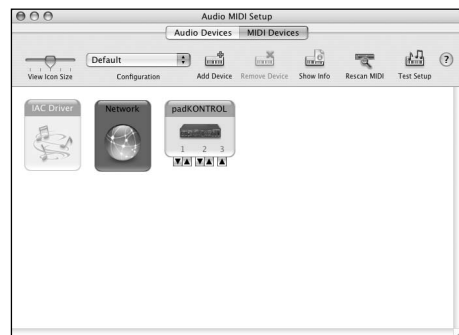 Audio MIDI Setup
Audio Devices MIDI Devices
Default
View Icon Size Configuration Add Device Remove Device Show Info Rescan MIDI Test Setup ?
IAC Driver Network padKONTROL
1 2 3